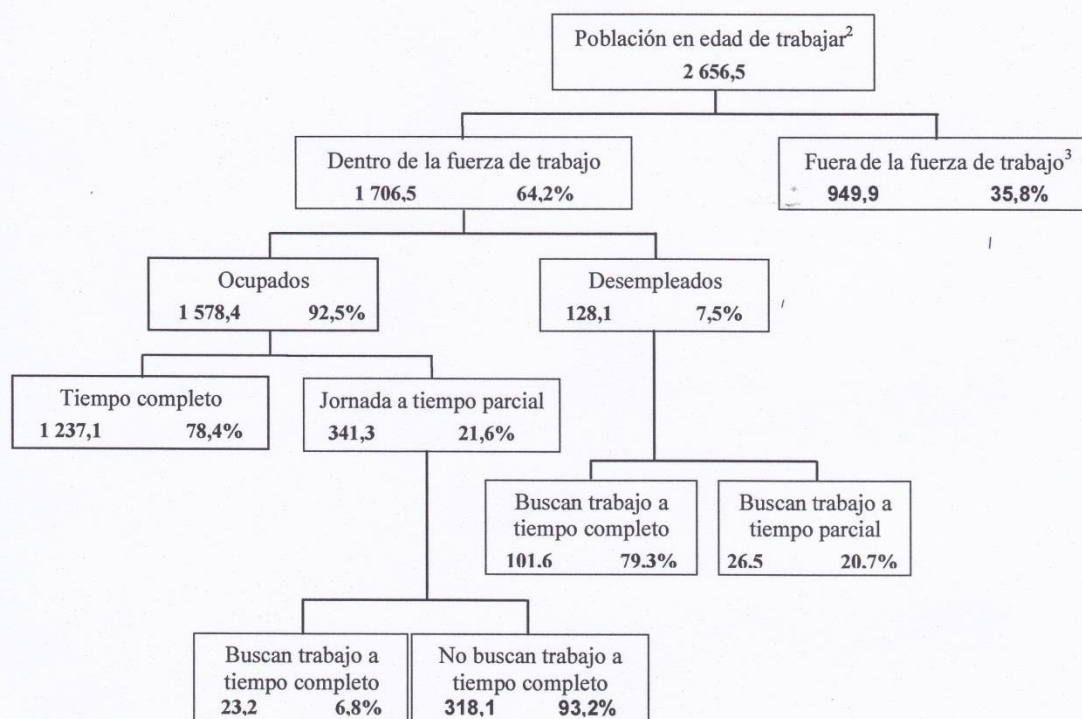 Población en edad de trabajar²
2 656,5
Dentro de la fuerza de trabajo
1 706,5 64,2%
Fuera de la fuerza de trabajo³
949,9 35,8%
Ocupados
1 578,4 92,5%
Desempleados
128,1 7,5%
Tiempo completo
1 237,1 78,4%
Jornada a tiempo parcial
341,3 21,6%
Buscan trabajo a
tiempo completo
101.6 79.3%
Buscan trabajo a
tiempo parcial
26.5 20.7%
Buscan trabajo a
tiempo completo
23,2 6,8%
No buscan trabajo a
tiempo completo
318,1 93,2%